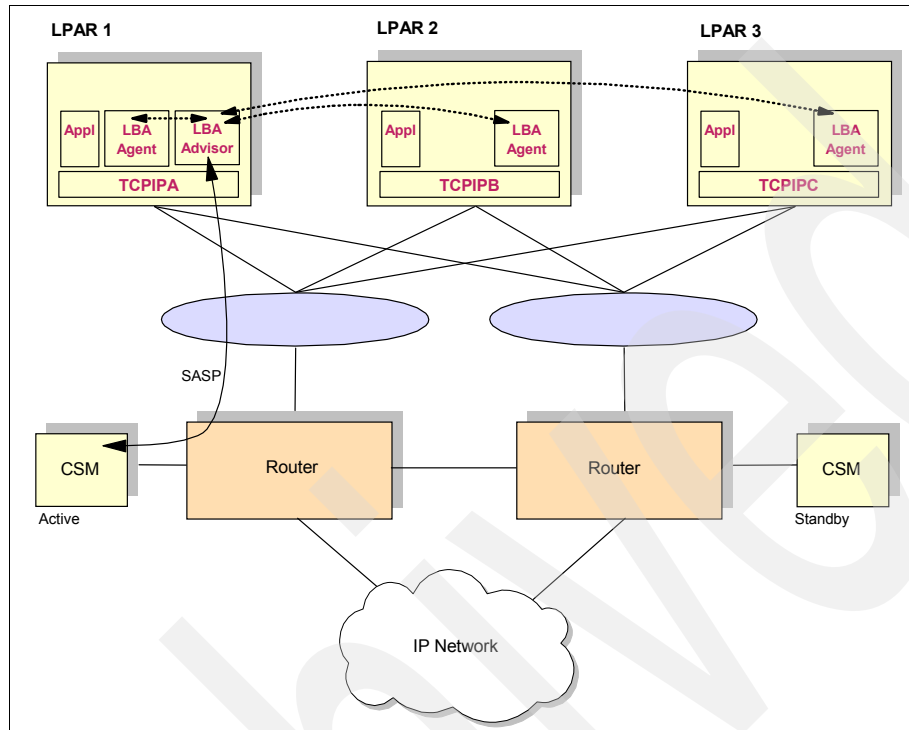 LPAR 1
LPAR 2
LPAR 3
Appl
LBA
Agent
LBA
Advisor
TCPIPA
Appl
LBA
Agent
TCPIPB
Appl
LBA
Agent
TCPIPC
SASP
CSM
Active
Router
Router
CSM
Standby
IP Network